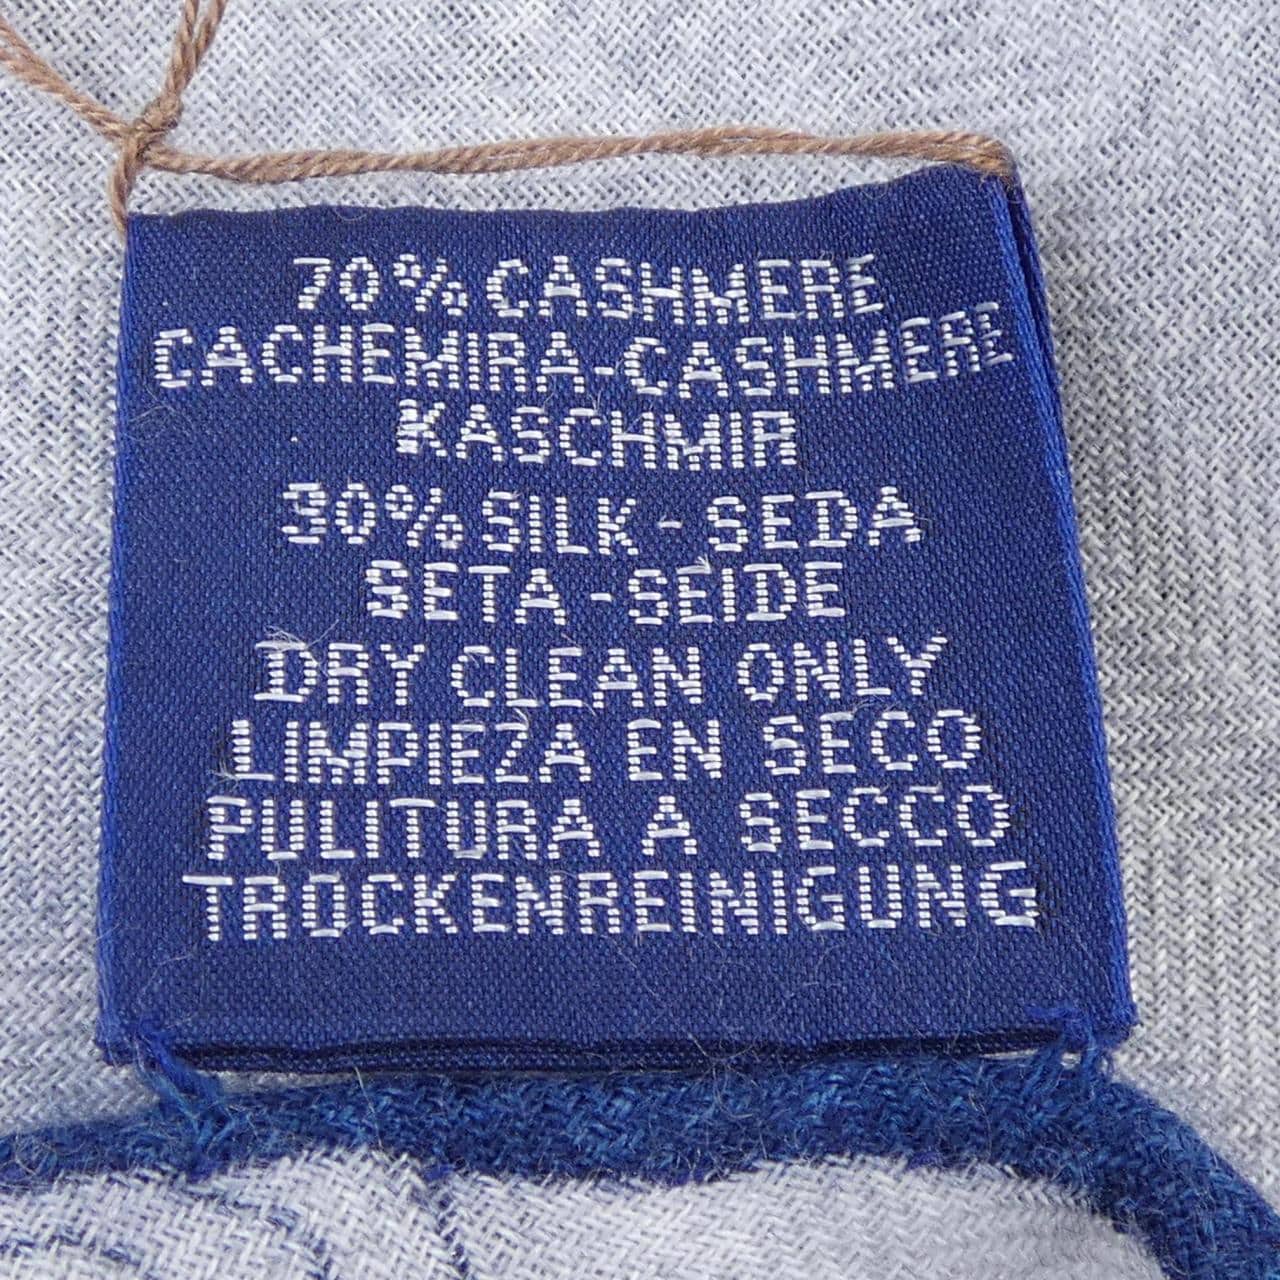 70% CASHMERE
CACHEMIRA-CASHMERE
KASCHMIR
30% SILK - SEDA
SETA - SEIDE
DRY CLEAN ONLY
LIMPIEZA EN SECO
PULITURA A SECCO
TROCKENREINIGUNG